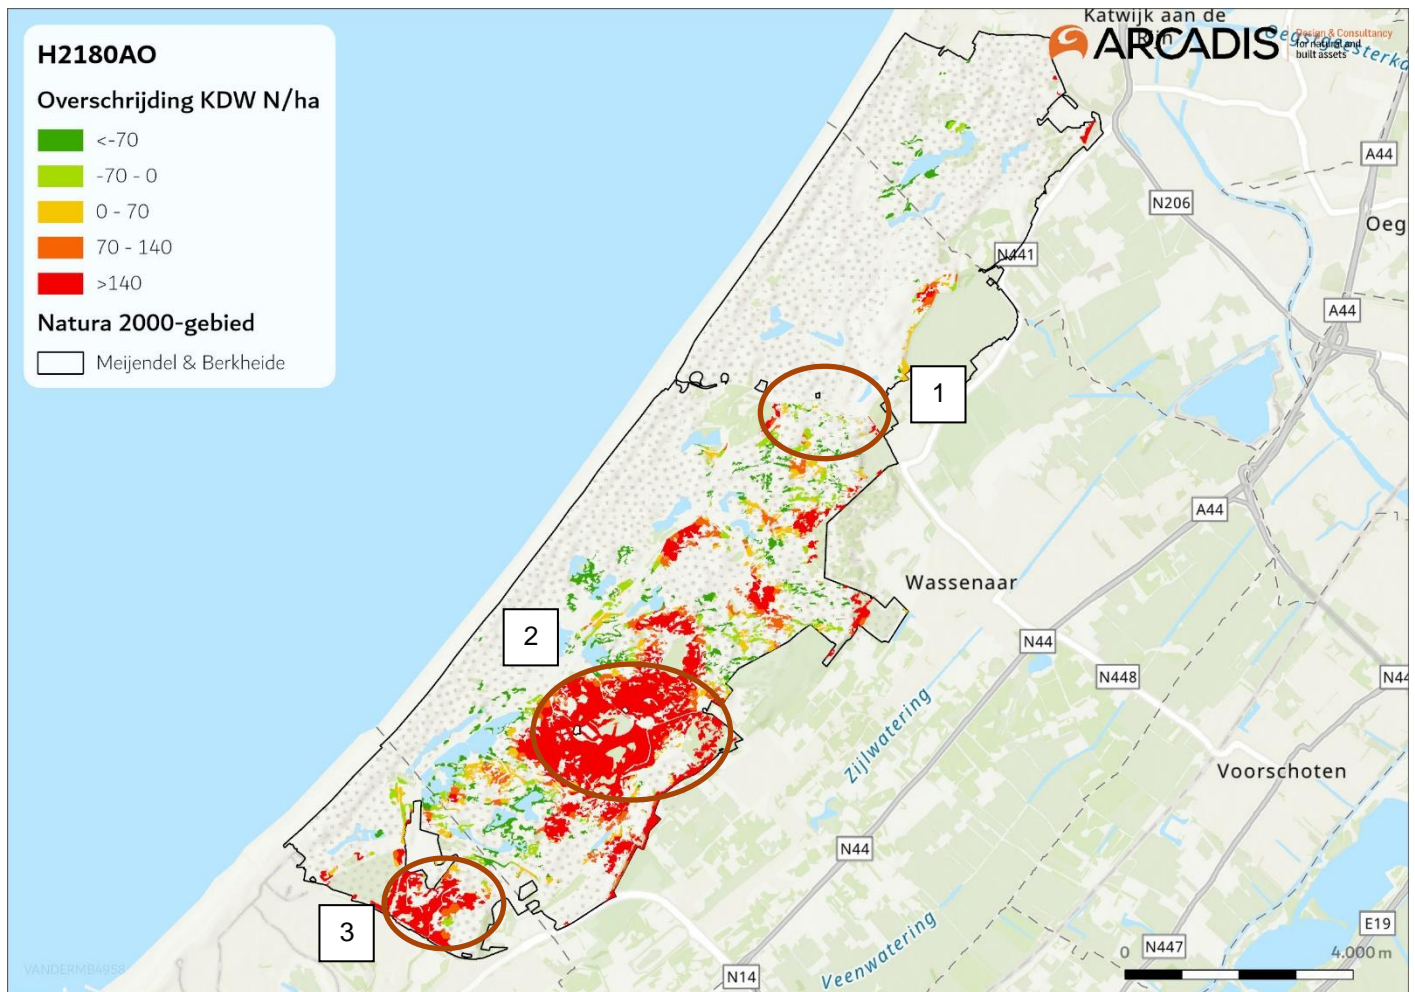 H2180AO
Overschrijding KDW N/ha
<-70
-70 - 0
0 - 70
70 - 140
>140
Natura 2000-gebied
Meijendel & Berkheide
Katwijk aan de
Rijn
ARCADIS
Design & Consultancy
for natural and
built assets
Oegstgeesterka
A44
N206
Oeg
N441
A44
1
A44
Wassenaar
2
N44
N448
N44
Zijlwatering
Voorschoten
N44
3
Veenwatering
E19
N447
N14
0
4.000 m
VANDERMB4958